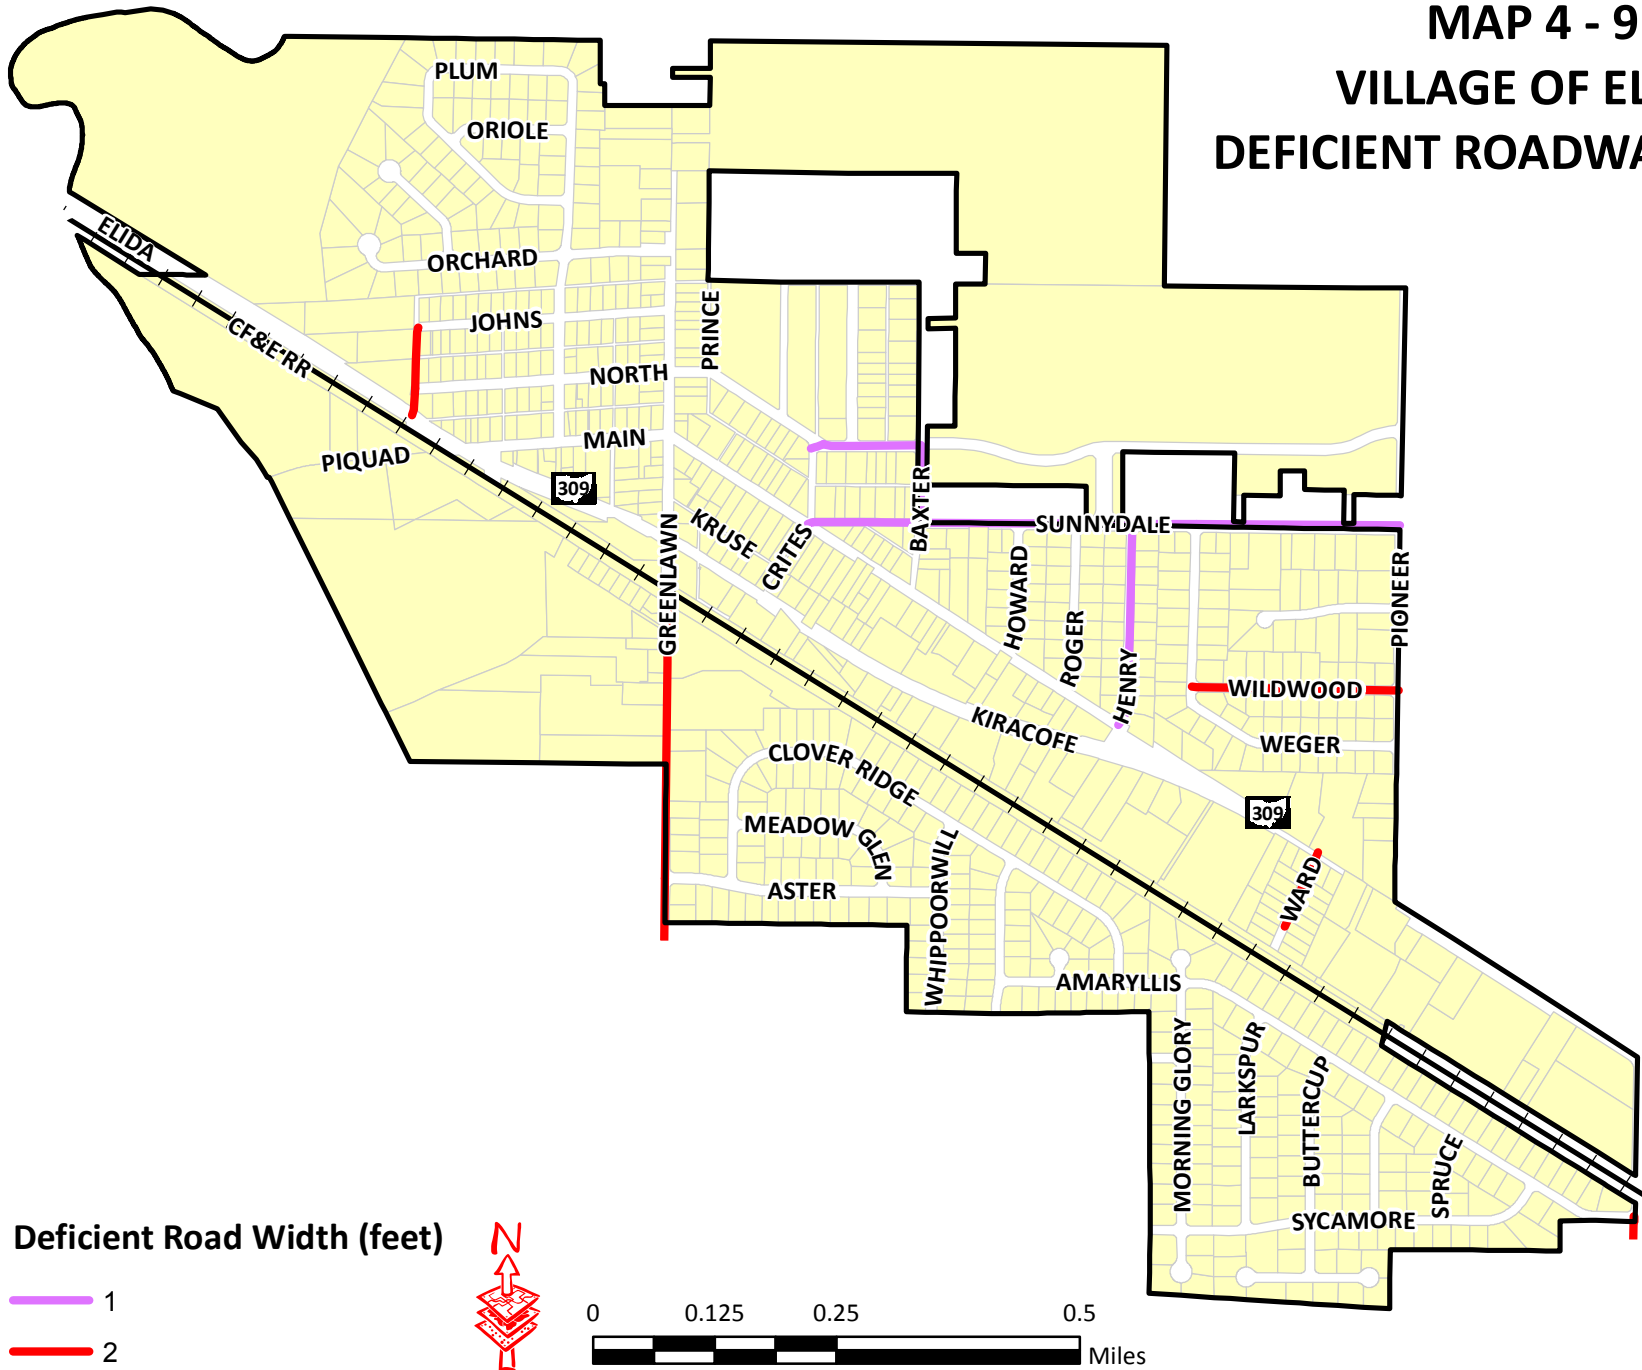 MAP 4 - 9
VILLAGE OF EL
DEFICIENT ROADWA
PLUM
ORIOLE
ELIDA
ORCHARD
JOHNS
PRINCE
CF&E RR
NORTH
MAIN
PIQUAD
309
KRUSE
CRITES
BAXTER
SUNNYDALE
GREENLAWN
HOWARD
ROGER
HENRY
PIONEER
WILDWOOD
WEGER
KIRACOFE
CLOVER RIDGE
309
MEADOW GLEN
WHIPPOORWILL
WARD
ASTER
AMARYLLIS
MORNING GLORY
LARKSPUR
BUTTERCUP
SPRUCE
SYCAMORE
Deficient Road Width (feet)
1
2
N
0 0.125 0.25 0.5
Miles